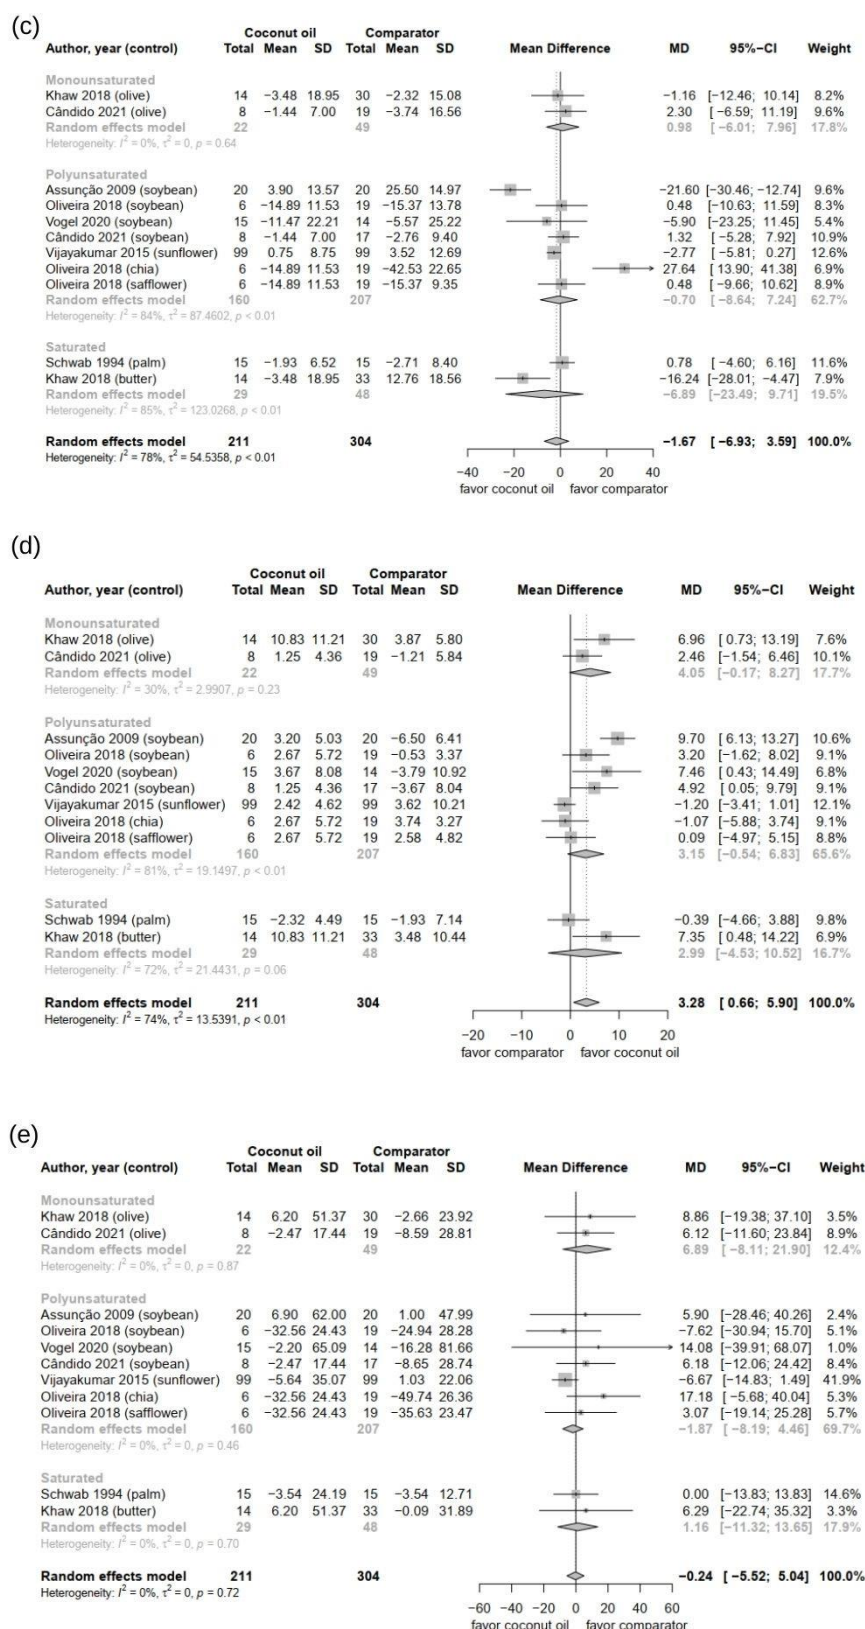 (c)
Coconut oil Comparator
Author, year (control) Total Mean SD Total Mean SD Mean Difference MD 95%−CI Weight
Monounsaturated
Khaw 2018 (olive) 14 −3.48 18.95 30 −2.32 15.08 −1.16 [−12.46; 10.14] 8.2%
Cândido 2021 (olive) 8 −1.44 7.00 19 −3.74 16.56 2.30 [ −6.59; 11.19] 9.6%
Random effects model 22 49 0.98 [ −6.01; 7.96] 17.8%
Heterogeneity: I² = 0%, τ² = 0, p = 0.64
Polyunsaturated
Assunção 2009 (soybean) 20 3.90 13.57 20 25.50 14.97 −21.60 [−30.46; −12.74] 9.6%
Oliveira 2018 (soybean) 6 −14.89 11.53 19 −15.37 13.78 0.48 [−10.63; 11.59] 8.3%
Vogel 2020 (soybean) 15 −11.47 22.21 14 −5.57 25.22 −5.90 [−23.25; 11.45] 5.4%
Cândido 2021 (soybean) 8 −1.44 7.00 17 −2.76 9.40 1.32 [ −5.28; 7.92] 10.9%
Vijayakumar 2015 (sunflower) 99 0.75 8.75 99 3.52 12.69 −2.77 [ −5.81; 0.27] 12.6%
Oliveira 2018 (chia) 6 −14.89 11.53 19 −42.53 22.65 27.64 [ 13.90; 41.38] 6.9%
Oliveira 2018 (safflower) 6 −14.89 11.53 19 −15.37 9.35 0.48 [ −9.66; 10.62] 8.9%
Random effects model 160 207 −0.70 [ −8.64; 7.24] 62.7%
Heterogeneity: I² = 84%, τ² = 87.4602, p < 0.01
Saturated
Schwab 1994 (palm) 15 −1.93 6.52 15 −2.71 8.40 0.78 [ −4.60; 6.16] 11.6%
Khaw 2018 (butter) 14 −3.48 18.95 33 12.76 18.56 −16.24 [−28.01; −4.47] 7.9%
Random effects model 29 48 −6.89 [−23.49; 9.71] 19.5%
Heterogeneity: I² = 85%, τ² = 123.0268, p < 0.01
Random effects model 211 304 −1.67 [ −6.93; 3.59] 100.0%
Heterogeneity: I² = 78%, τ² = 54.5358, p < 0.01
−40 −20 0 20 40
favor coconut oil favor comparator
(d)
Coconut oil Comparator
Author, year (control) Total Mean SD Total Mean SD Mean Difference MD 95%−CI Weight
Monounsaturated
Khaw 2018 (olive) 14 10.83 11.21 30 3.87 5.80 6.96 [ 0.73; 13.19] 7.6%
Cândido 2021 (olive) 8 1.25 4.36 19 −1.21 5.84 2.46 [ −1.54; 6.46] 10.1%
Random effects model 22 49 4.05 [−0.17; 8.27] 17.7%
Heterogeneity: I² = 30%, τ² = 2.9907, p = 0.23
Polyunsaturated
Assunção 2009 (soybean) 20 3.20 5.03 20 −6.50 6.41 9.70 [ 6.13; 13.27] 10.6%
Oliveira 2018 (soybean) 6 2.67 5.72 19 −0.53 3.37 3.20 [ −1.62; 8.02] 9.1%
Vogel 2020 (soybean) 15 3.67 8.08 14 −3.79 10.92 7.46 [ 0.43; 14.49] 6.8%
Cândido 2021 (soybean) 8 1.25 4.36 17 −3.67 8.04 4.92 [ 0.05; 9.79] 9.1%
Vijayakumar 2015 (sunflower) 99 2.42 4.62 99 3.62 10.21 −1.20 [ −3.41; 1.01] 12.1%
Oliveira 2018 (chia) 6 2.67 5.72 19 3.74 3.27 −1.07 [ −5.88; 3.74] 9.1%
Oliveira 2018 (safflower) 6 2.67 5.72 19 2.58 4.82 0.09 [ −4.97; 5.15] 8.8%
Random effects model 160 207 3.15 [−0.54; 6.83] 65.6%
Heterogeneity: I² = 81%, τ² = 19.1497, p < 0.01
Saturated
Schwab 1994 (palm) 15 −2.32 4.49 15 −1.93 7.14 −0.39 [ −4.66; 3.88] 9.8%
Khaw 2018 (butter) 14 10.83 11.21 33 3.48 10.44 7.35 [ 0.48; 14.22] 6.9%
Random effects model 29 48 2.99 [−4.53; 10.52] 16.7%
Heterogeneity: I² = 72%, τ² = 21.4431, p = 0.06
Random effects model 211 304 3.28 [ 0.66; 5.90] 100.0%
Heterogeneity: I² = 74%, τ² = 13.5391, p < 0.01
−20 −10 0 10 20
favor comparator favor coconut oil
(e)
Coconut oil Comparator
Author, year (control) Total Mean SD Total Mean SD Mean Difference MD 95%−CI Weight
Monounsaturated
Khaw 2018 (olive) 14 6.20 51.37 30 −2.66 23.92 8.86 [−19.38; 37.10] 3.5%
Cândido 2021 (olive) 8 −2.47 17.44 19 −8.59 28.81 6.12 [−11.60; 23.84] 8.9%
Random effects model 22 49 6.89 [ −8.11; 21.90] 12.4%
Heterogeneity: I² = 0%, τ² = 0, p = 0.87
Polyunsaturated
Assunção 2009 (soybean) 20 6.90 62.00 20 1.00 47.99 5.90 [−28.46; 40.26] 2.4%
Oliveira 2018 (soybean) 6 −32.56 24.43 19 −24.94 28.28 −7.62 [−30.94; 15.70] 5.1%
Vogel 2020 (soybean) 15 −2.20 65.09 14 −16.28 81.66 14.08 [−39.91; 68.07] 1.0%
Cândido 2021 (soybean) 8 −2.47 17.44 17 −8.65 28.74 6.18 [−12.06; 24.42] 8.4%
Vijayakumar 2015 (sunflower) 99 −5.64 35.07 99 1.03 22.06 −6.67 [−14.83; 1.49] 41.9%
Oliveira 2018 (chia) 6 −32.56 24.43 19 −49.74 26.36 17.18 [ −5.68; 40.04] 5.3%
Oliveira 2018 (safflower) 6 −32.56 24.43 19 −35.63 23.47 3.07 [−19.14; 25.28] 5.7%
Random effects model 160 207 −1.87 [ −8.19; 4.46] 69.7%
Heterogeneity: I² = 0%, τ² = 0, p = 0.46
Saturated
Schwab 1994 (palm) 15 −3.54 24.19 15 −3.54 12.71 0.00 [−13.83; 13.83] 14.6%
Khaw 2018 (butter) 14 6.20 51.37 33 −0.09 31.89 6.29 [−22.74; 35.32] 3.3%
Random effects model 29 48 1.16 [−11.32; 13.65] 17.9%
Heterogeneity: I² = 0%, τ² = 0, p = 0.70
Random effects model 211 304 −0.24 [ −5.52; 5.04] 100.0%
Heterogeneity: I² = 0%, τ² = 0, p = 0.72
−60 −40 −20 0 20 40 60
favor coconut oil favor comparator